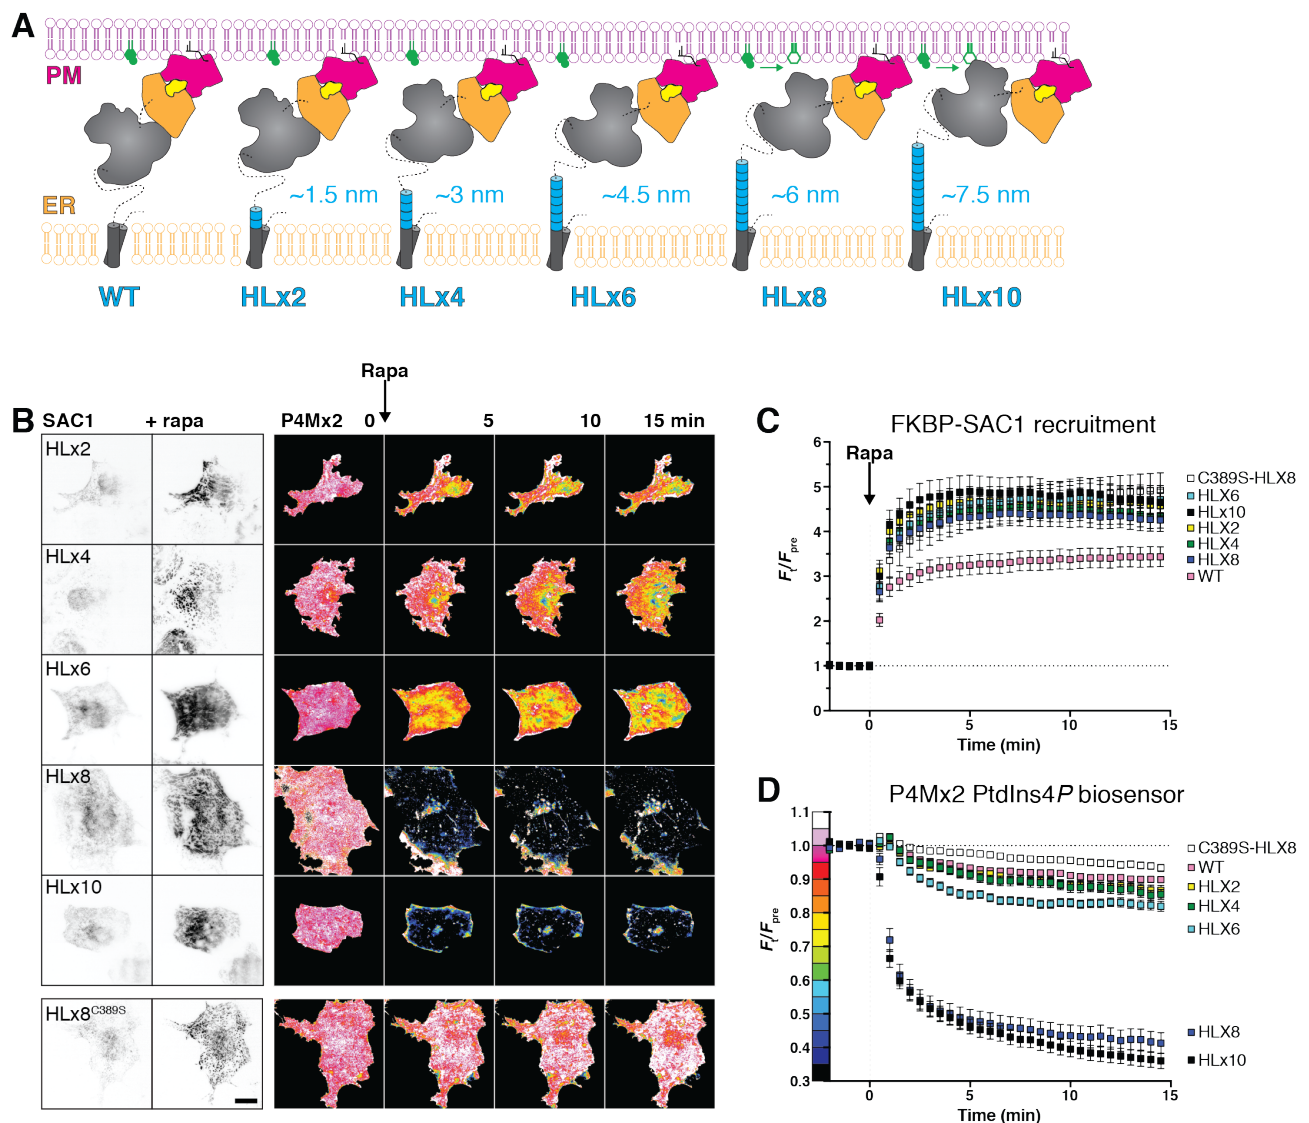 A
PM
ER
~1.5 nm
~3 nm
~4.5 nm
~6 nm
~7.5 nm
WT
HLx2
HLx4
HLx6
HLx8
HLx10
B
Rapa
SAC1
+ rapa
P4Mx2
0
5
10
15 min
HLx2
HLx4
HLx6
HLx8
HLx10
HLx8C389S
C
FKBP-SAC1 recruitment
Rapa
6
5
4
3
2
1
0
Ft/Fpre
0
5
10
15
Time (min)
C389S-HLX8
HLX6
HLx10
HLX2
HLX4
HLX8
WT
D
P4Mx2 PtdIns4P biosensor
1.1
1.0
0.9
0.8
0.7
0.6
0.5
0.4
0.3
Ft/Fpre
0
5
10
15
Time (min)
C389S-HLX8
WT
HLX2
HLX4
HLX6
HLX8
HLx10